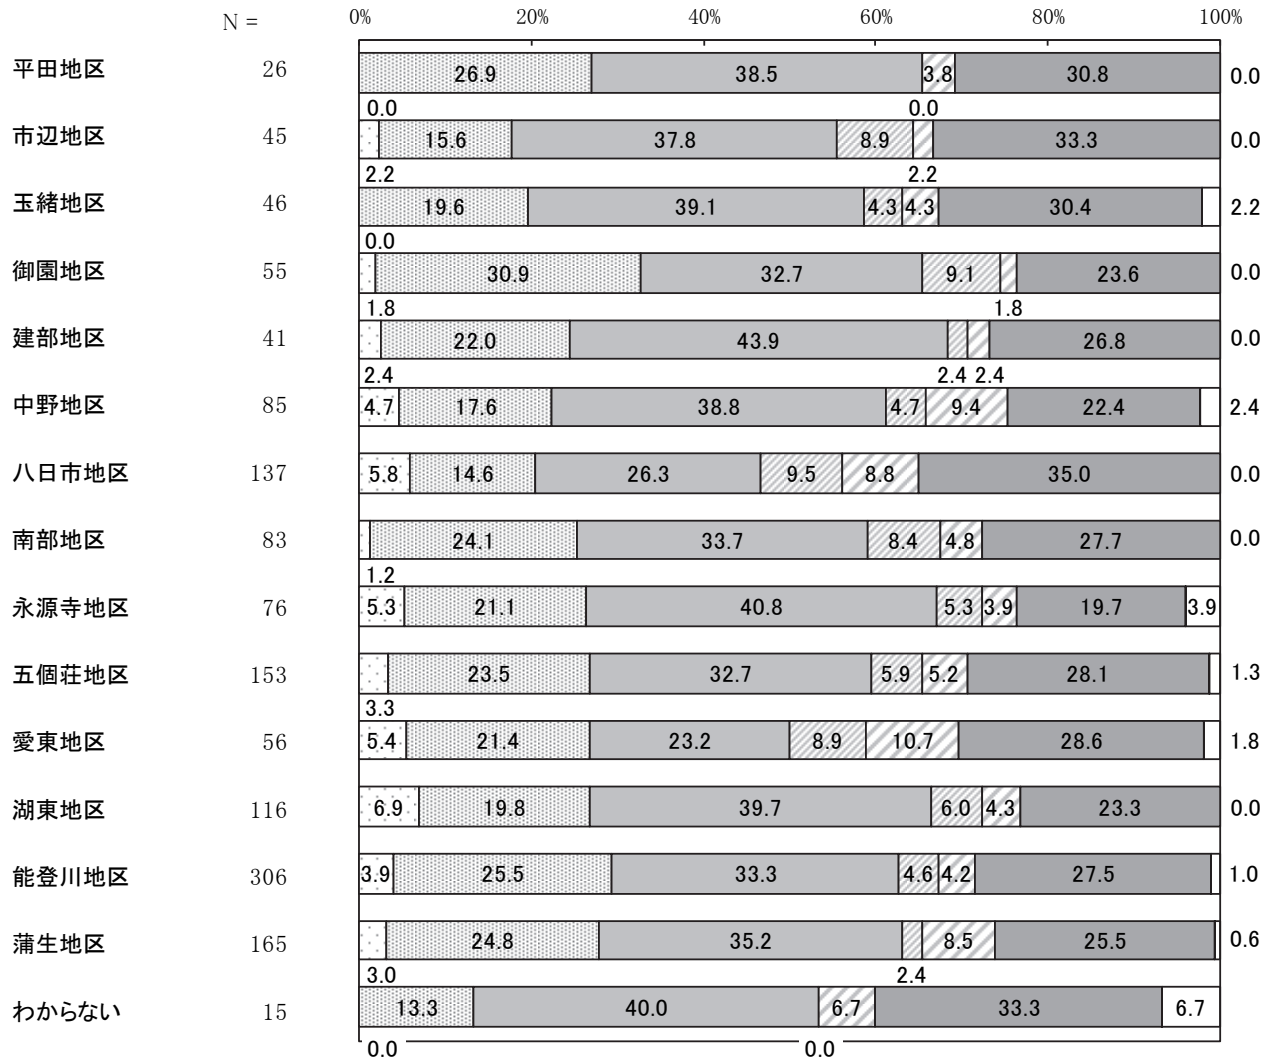 N = 0% 20% 40% 60% 80% 100%
平田地区 26 26.9 38.5 3.8 30.8 0.0
0.0 0.0
市辺地区 45 15.6 37.8 8.9 33.3 0.0
2.2 2.2
玉緒地区 46 19.6 39.1 4.3 4.3 30.4 2.2
0.0
御園地区 55 30.9 32.7 9.1 23.6 0.0
1.8 1.8
建部地区 41 22.0 43.9 26.8 0.0
2.4 2.4 2.4
中野地区 85 4.7 17.6 38.8 4.7 9.4 22.4 2.4
八日市地区 137 5.8 14.6 26.3 9.5 8.8 35.0 0.0
南部地区 83 24.1 33.7 8.4 4.8 27.7 0.0
1.2
永源寺地区 76 5.3 21.1 40.8 5.3 3.9 19.7 3.9
五個荘地区 153 23.5 32.7 5.9 5.2 28.1 1.3
3.3
愛東地区 56 5.4 21.4 23.2 8.9 10.7 28.6 1.8
湖東地区 116 6.9 19.8 39.7 6.0 4.3 23.3 0.0
能登川地区 306 3.9 25.5 33.3 4.6 4.2 27.5 1.0
蒲生地区 165 24.8 35.2 8.5 25.5 0.6
3.0 2.4
わからない 15 13.3 40.0 6.7 33.3 6.7
0.0 0.0